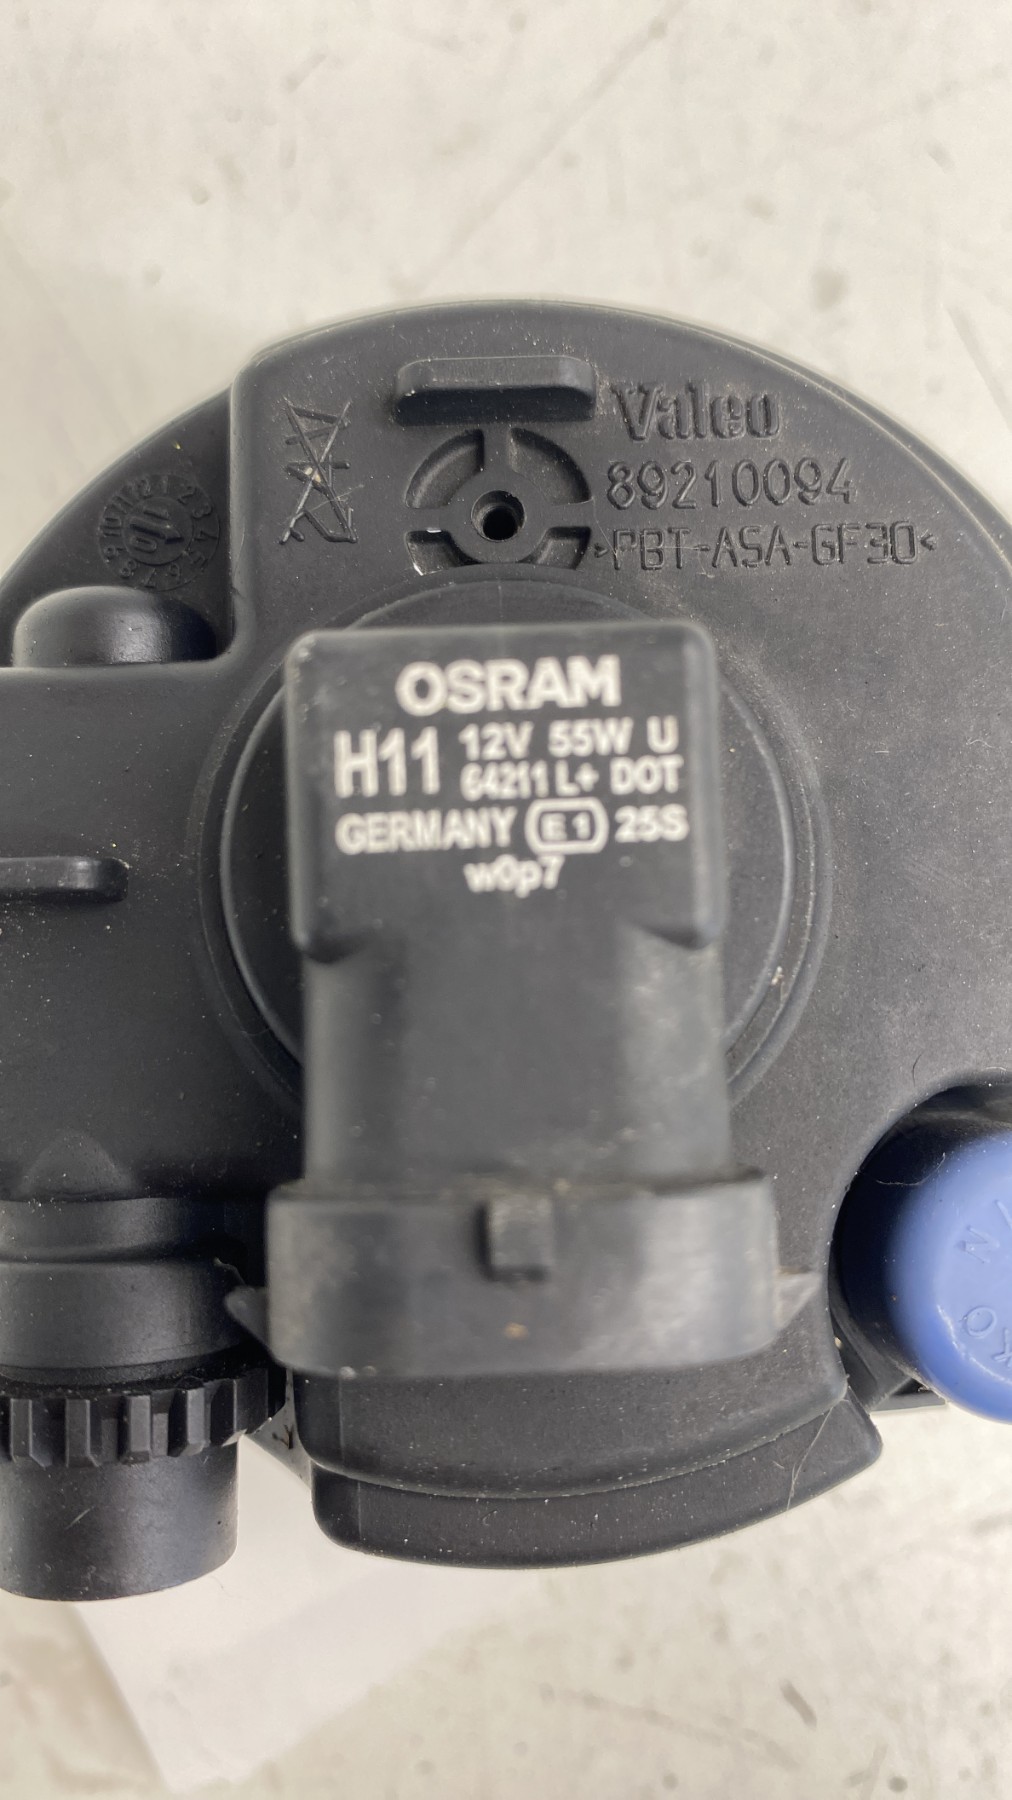 Valeo
89210094
>PBT-ASA-GF30<
OSRAM
H11 12V 55W U
64211 L+ DOT
GERMANY E1 25S
w0p7